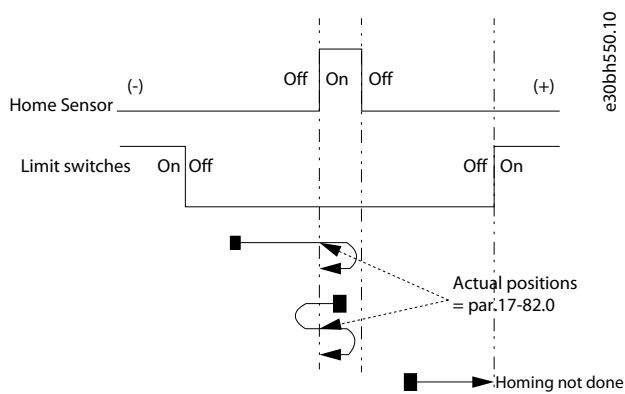 e30bh550.10
(-)
Off On Off
(+)
Home Sensor
Limit switches
On Off
Off On
Actual positions
= par.17-82.0
Homing not done